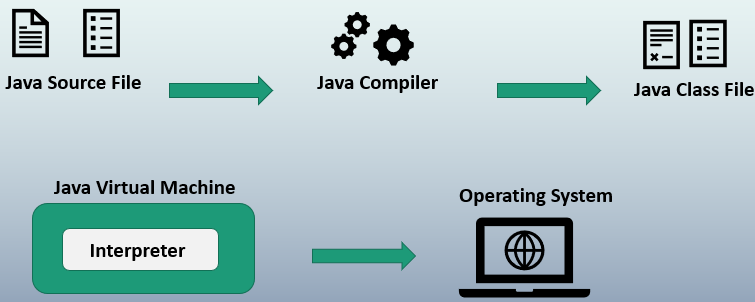 Java Source File
Java Compiler
Java Class File
Java Virtual Machine
Interpreter
Operating System